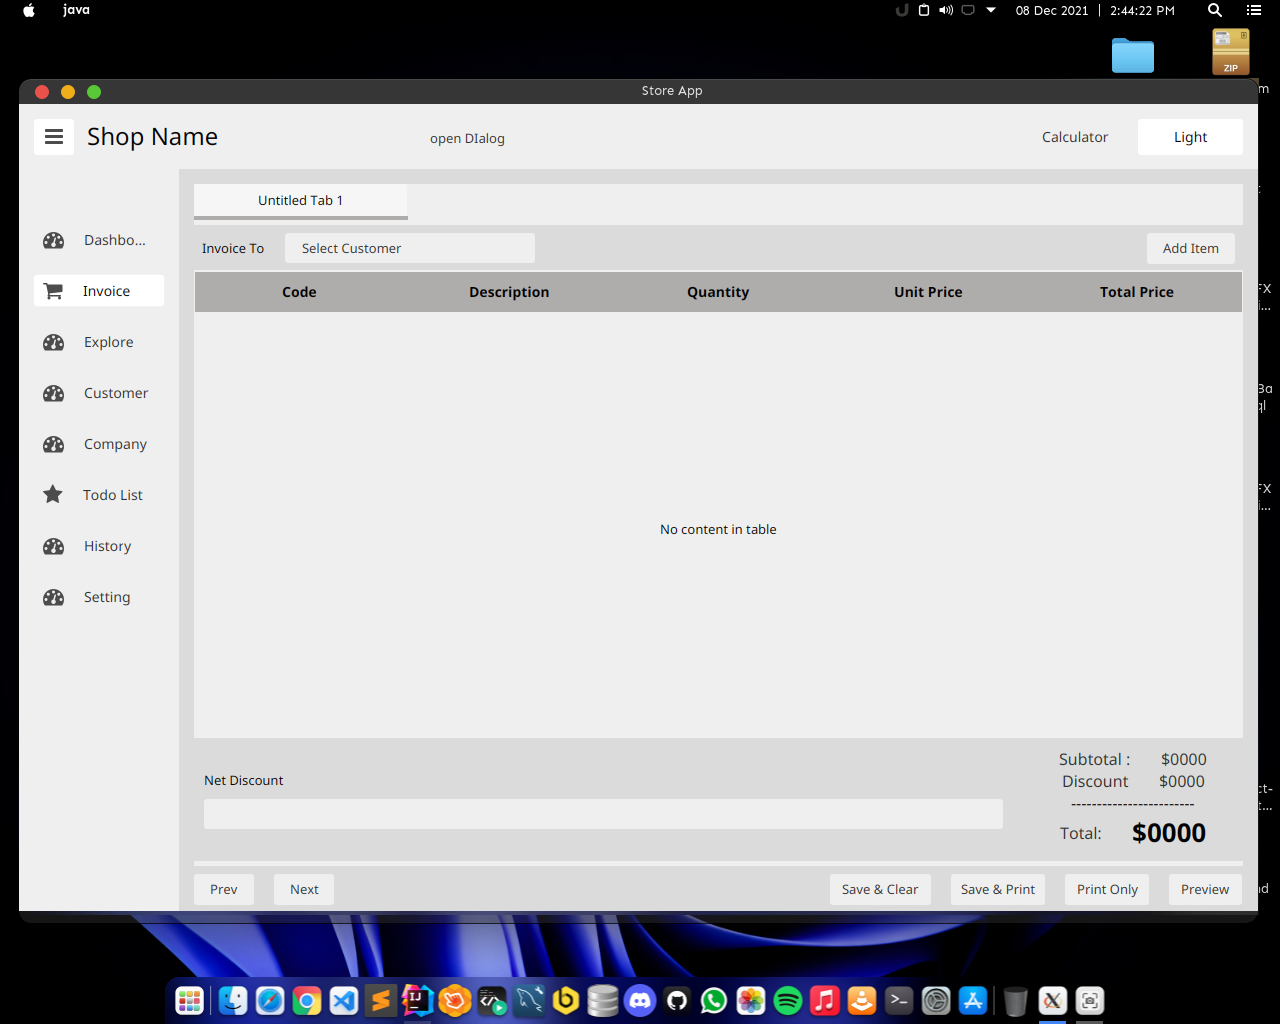 java
08 Dec 2021 | 2:44:22 PM
ZIP
Store App
Shop Name
open DIalog
Calculator
Light
Untitled Tab 1
Dashbo...
Invoice To
Select Customer
Add Item
Invoice
Code
Description
Quantity
Unit Price
Total Price
Explore
Customer
Company
Todo List
History
Setting
No content in table
Subtotal :
$0000
Discount
$0000
------------------------
Total:
$0000
Net Discount
Prev
Next
Save & Clear
Save & Print
Print Only
Preview